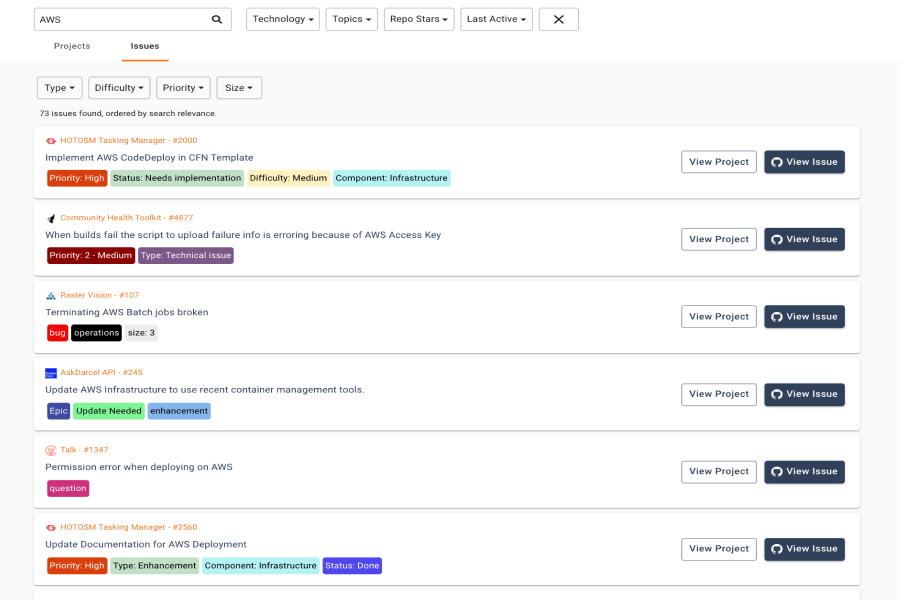 AWS
Technology Topics Repo Stars Last Active
Projects Issues
Type Difficulty Priority Size
73 issues found, ordered by search relevance.
HOTOSM Tasking Manager - #2000
Implement AWS CodeDeploy in CFN Template
Priority: High Status: Needs implementation Difficulty: Medium Component: Infrastructure
View Project View Issue
Community Health Toolkit - #4877
When builds fail the script to upload failure info is erroring because of AWS Access Key
Priority: 2 - Medium Type: Technical issue
View Project View Issue
Raster Vision - #107
Terminating AWS Batch jobs broken
bug operations size: 3
View Project View Issue
AskDarcel API - #245
Update AWS Infrastructure to use recent container management tools.
Epic Update Needed enhancement
View Project View Issue
Talk - #1347
Permission error when deploying on AWS
question
View Project View Issue
HOTOSM Tasking Manager - #2560
Update Documentation for AWS Deployment
Priority: High Type: Enhancement Component: Infrastructure Status: Done
View Project View Issue